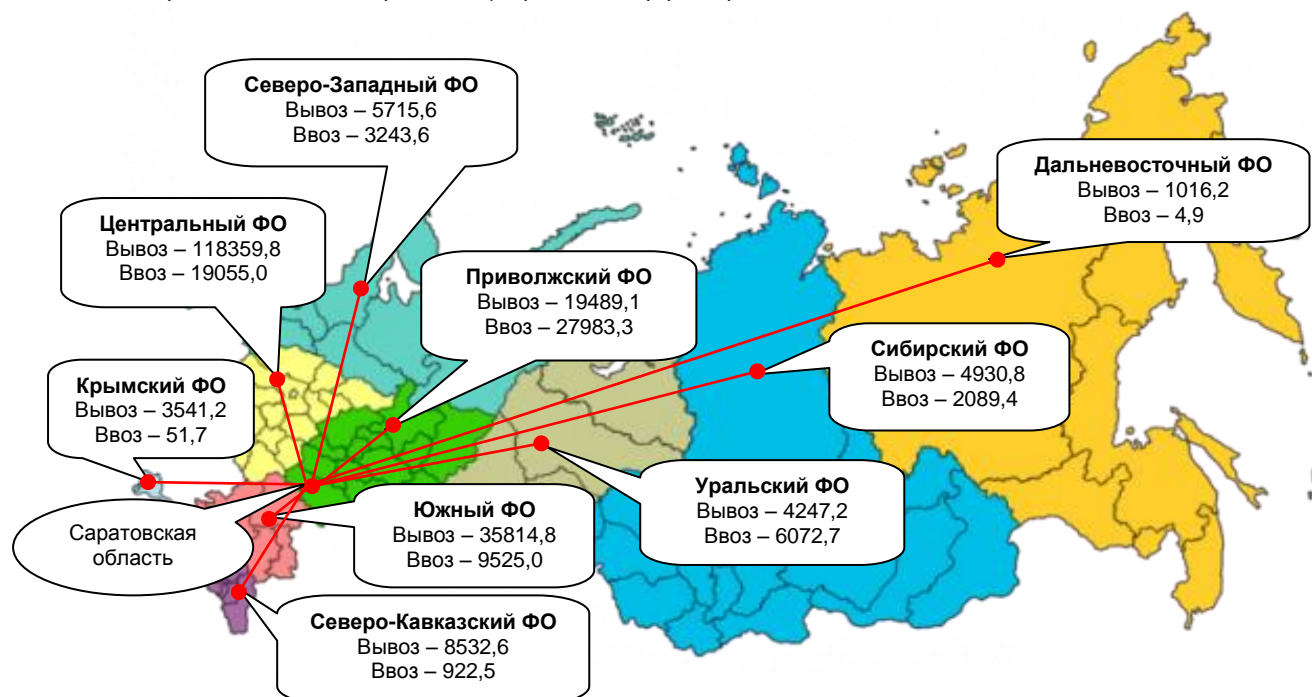 Северо-Западный ФО
Вывоз – 5715,6
Ввоз – 3243,6
Дальневосточный ФО
Вывоз – 1016,2
Ввоз – 4,9
Центральный ФО
Вывоз – 118359,8
Ввоз – 19055,0
Приволжский ФО
Вывоз – 19489,1
Ввоз – 27983,3
Сибирский ФО
Вывоз – 4930,8
Ввоз – 2089,4
Крымский ФО
Вывоз – 3541,2
Ввоз – 51,7
Уральский ФО
Вывоз – 4247,2
Ввоз – 6072,7
Южный ФО
Вывоз – 35814,8
Ввоз – 9525,0
Саратовская
область
Северо-Кавказский ФО
Вывоз – 8532,6
Ввоз – 922,5